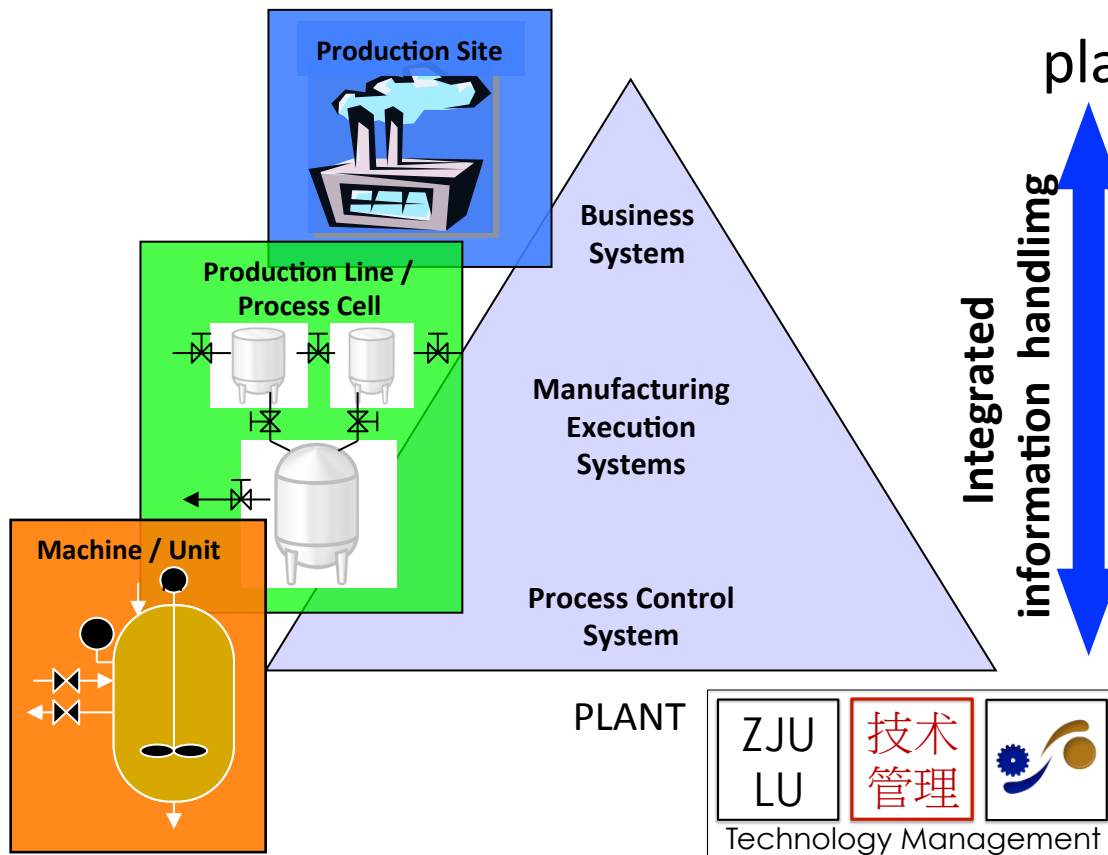 Production Site
pla
Business
System
Production Line /
Process Cell
Manufacturing
Execution
Systems
Integrated
information handlimg
Machine / Unit
Process Control
System
PLANT
ZJU
LU
技术
管理
Technology Management